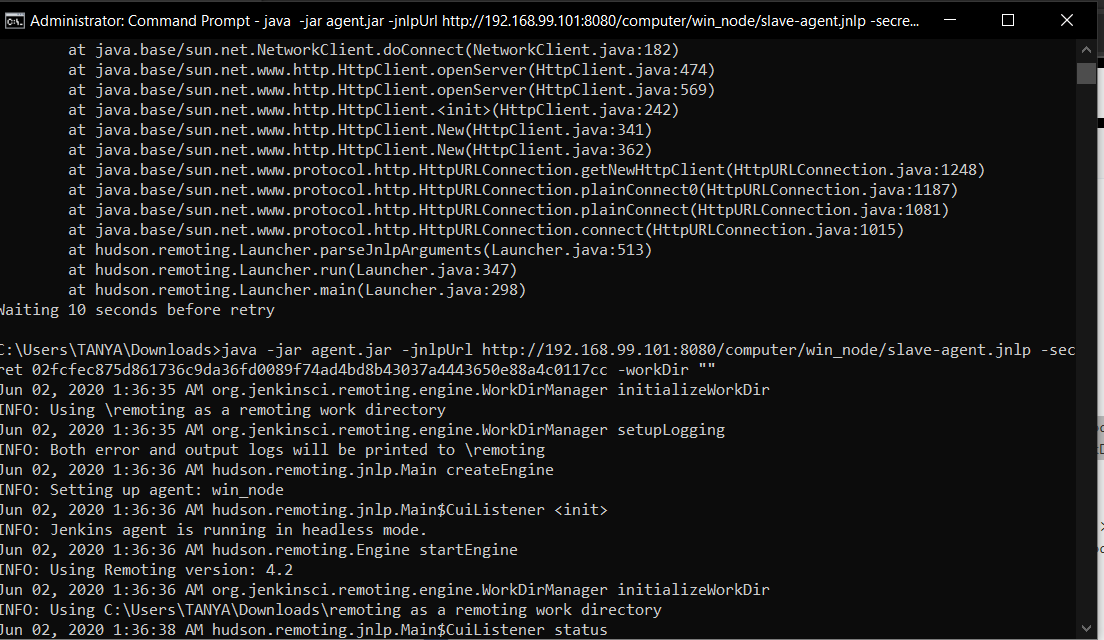 Administrator: Command Prompt - java  -jar agent.jar -jnlpUrl http://192.168.99.101:8080/computer/win_node/slave-agent.jnlp -secre...
at java.base/sun.net.NetworkClient.doConnect(NetworkClient.java:182)
at java.base/sun.net.www.http.HttpClient.openServer(HttpClient.java:474)
at java.base/sun.net.www.http.HttpClient.openServer(HttpClient.java:569)
at java.base/sun.net.www.http.HttpClient.<init>(HttpClient.java:242)
at java.base/sun.net.www.http.HttpClient.New(HttpClient.java:341)
at java.base/sun.net.www.http.HttpClient.New(HttpClient.java:362)
at java.base/sun.net.www.protocol.http.HttpURLConnection.getNewHttpClient(HttpURLConnection.java:1248)
at java.base/sun.net.www.protocol.http.HttpURLConnection.plainConnect0(HttpURLConnection.java:1187)
at java.base/sun.net.www.protocol.http.HttpURLConnection.plainConnect(HttpURLConnection.java:1081)
at java.base/sun.net.www.protocol.http.HttpURLConnection.connect(HttpURLConnection.java:1015)
at hudson.remoting.Launcher.parseJnlpArguments(Launcher.java:513)
at hudson.remoting.Launcher.run(Launcher.java:347)
at hudson.remoting.Launcher.main(Launcher.java:298)
Waiting 10 seconds before retry
C:\Users\TANYA\Downloads>java -jar agent.jar -jnlpUrl http://192.168.99.101:8080/computer/win_node/slave-agent.jnlp -sec
ret 02fcfec875d861736c9da36fd0089f74ad4bd8b43037a4443650e88a4c0117cc -workDir ""
Jun 02, 2020 1:36:35 AM org.jenkinsci.remoting.engine.WorkDirManager initializeWorkDir
INFO: Using \remoting as a remoting work directory
Jun 02, 2020 1:36:35 AM org.jenkinsci.remoting.engine.WorkDirManager setupLogging
INFO: Both error and output logs will be printed to \remoting
Jun 02, 2020 1:36:36 AM hudson.remoting.jnlp.Main createEngine
INFO: Setting up agent: win_node
Jun 02, 2020 1:36:36 AM hudson.remoting.jnlp.Main$CuiListener <init>
INFO: Jenkins agent is running in headless mode.
Jun 02, 2020 1:36:36 AM hudson.remoting.Engine startEngine
INFO: Using Remoting version: 4.2
Jun 02, 2020 1:36:36 AM org.jenkinsci.remoting.engine.WorkDirManager initializeWorkDir
INFO: Using C:\Users\TANYA\Downloads\remoting as a remoting work directory
Jun 02, 2020 1:36:38 AM hudson.remoting.jnlp.Main$CuiListener status